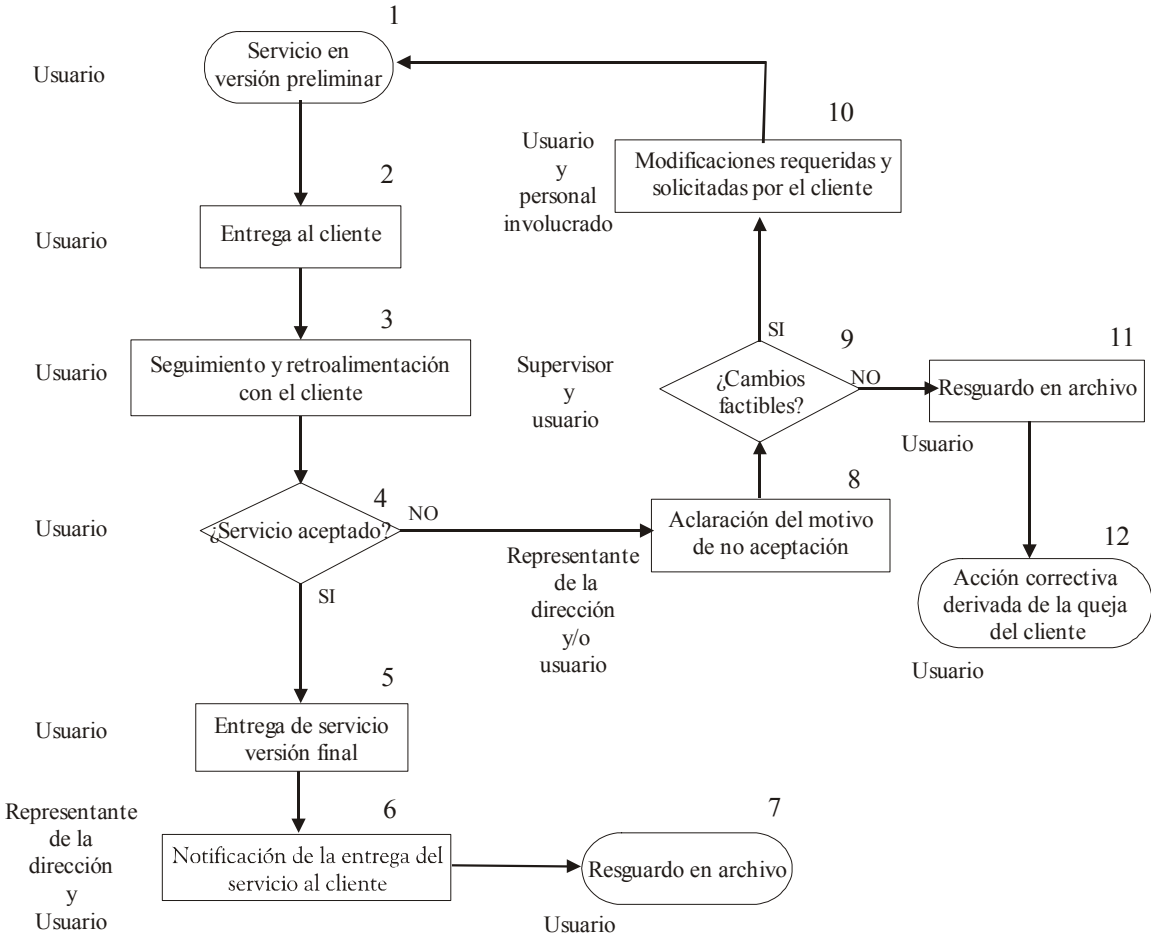 1
Servicio en
versión preliminar
Usuario
2
Entrega al cliente
Usuario
3
Seguimiento y retroalimentación
con el cliente
Usuario
4
¿Servicio aceptado?
Usuario
NO
SI
5
Entrega de servicio
versión final
Usuario
6
Notificación de la entrega del
servicio al cliente
Representante
de la
dirección
y
Usuario
7
Resguardo en archivo
Usuario
8
Aclaración del motivo
de no aceptación
Representante
de la
dirección
y/o
usuario
9
¿Cambios
factibles?
Supervisor
y
usuario
SI
NO
10
Modificaciones requeridas y
solicitadas por el cliente
Usuario
y
personal
involucrado
11
Resguardo en archivo
Usuario
12
Acción correctiva
derivada de la queja
del cliente
Usuario